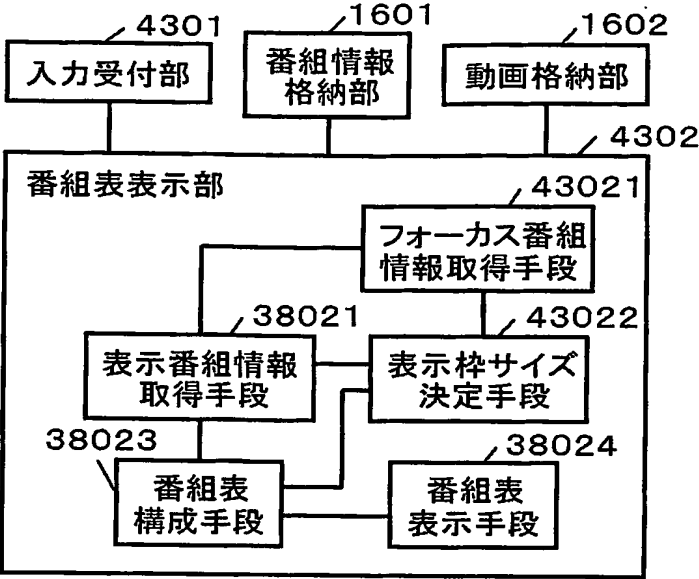 4301
1601
1602
入力受付部
番組情報
格納部
動画格納部
4302
番組表表示部
43021
フォーカス番組
情報取得手段
38021
43022
表示番組情報
取得手段
表示枠サイズ
決定手段
38023
38024
番組表
構成手段
番組表
表示手段